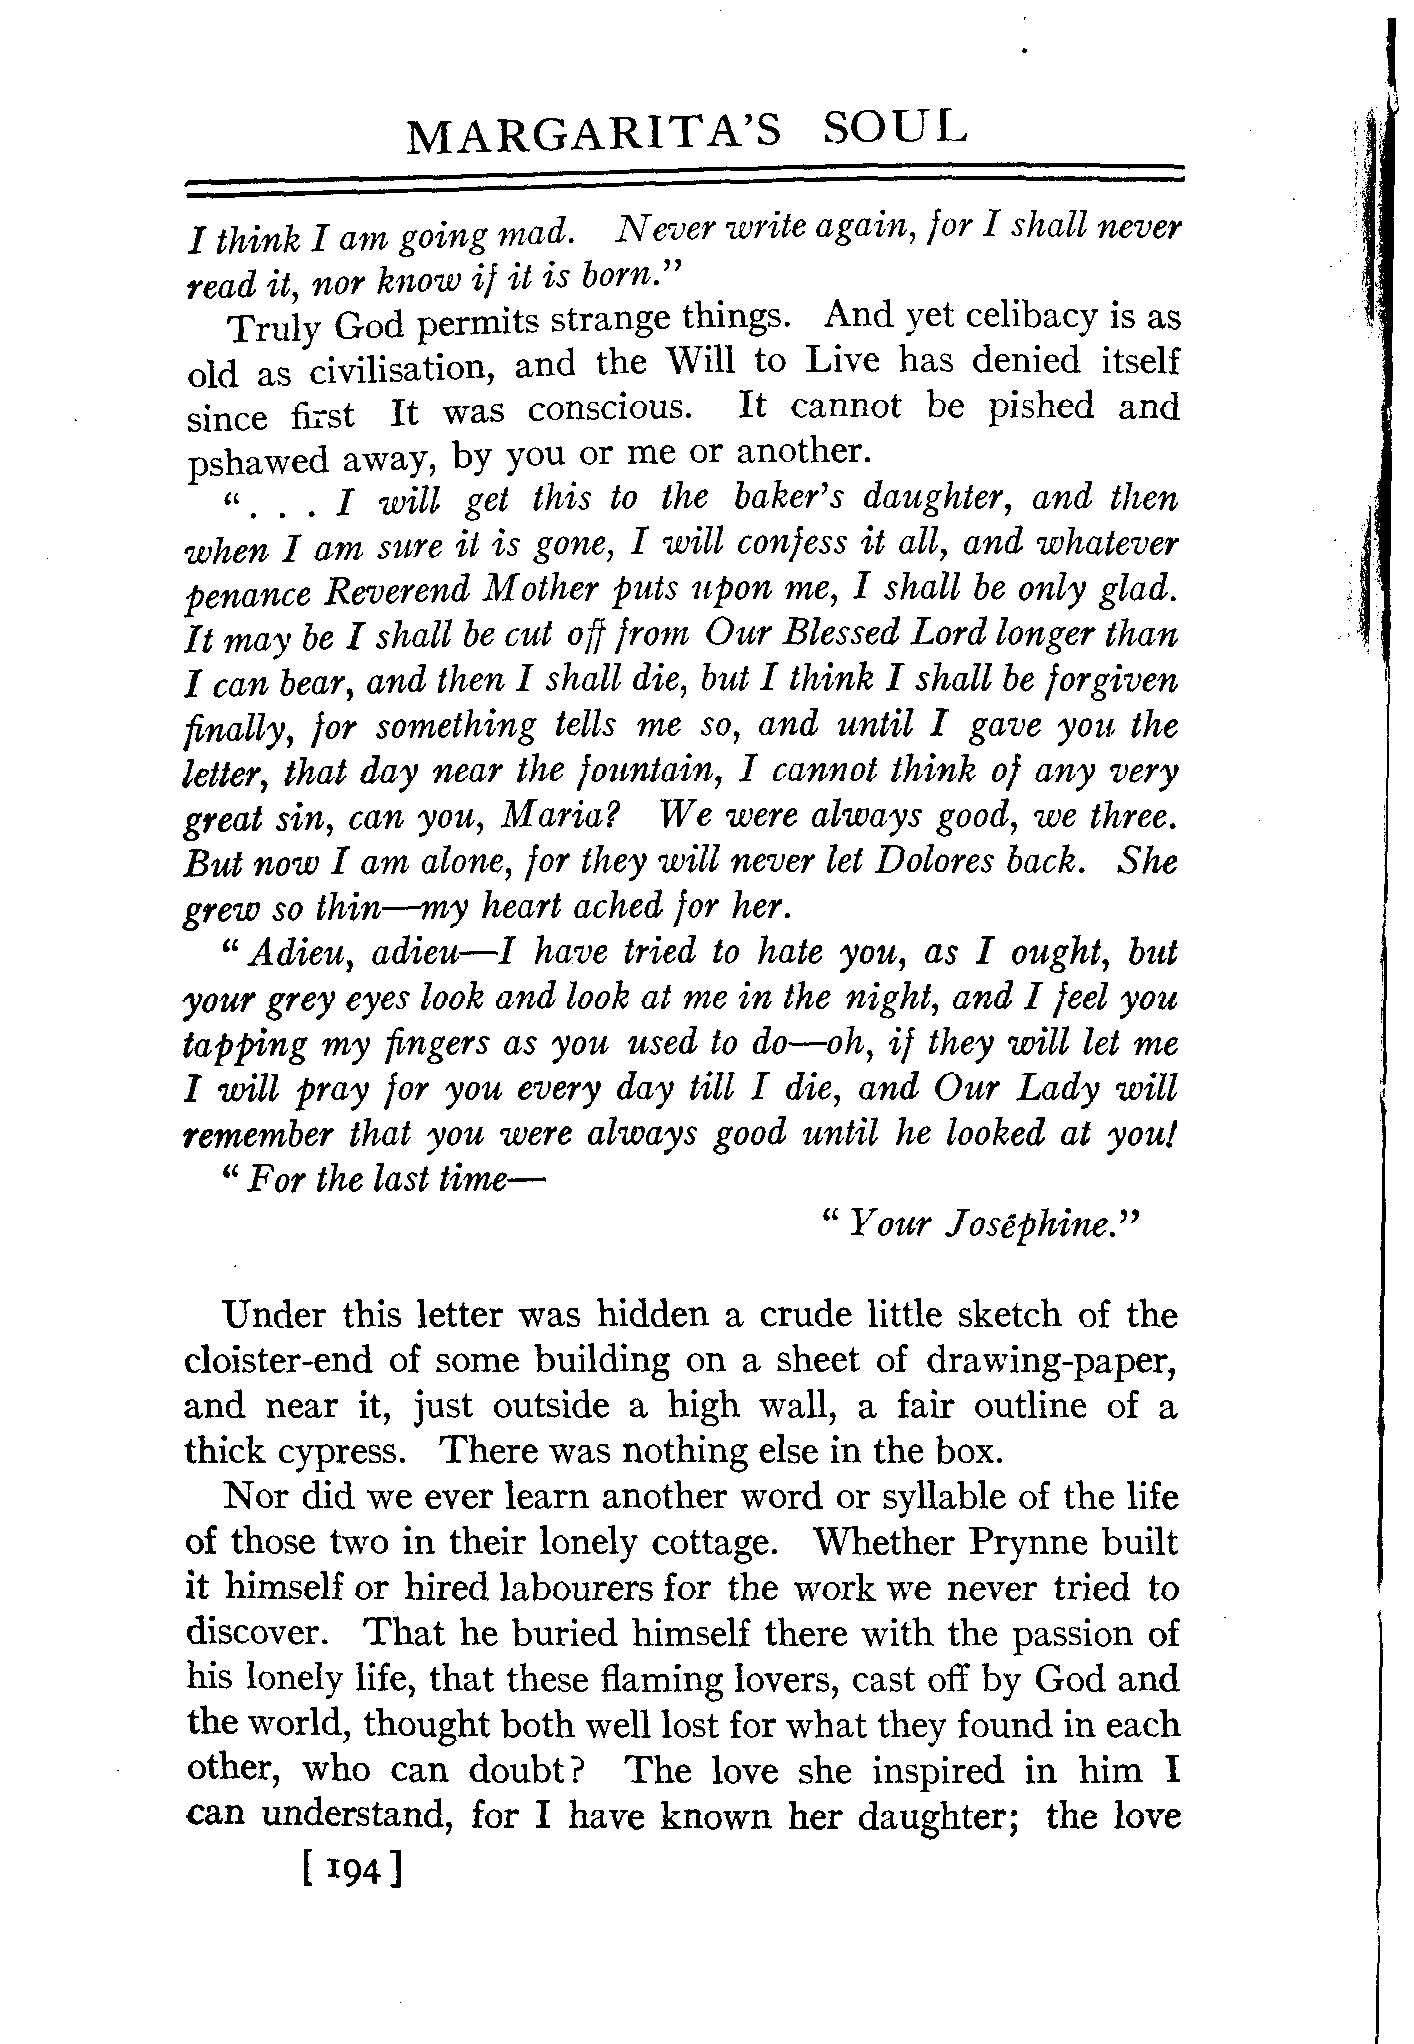 MARGARITA'S SOUL
I think I am going mad. Never write again, for I shall never
read it, nor know if it is born."
Truly God permits strange things. And yet celibacy is as
old as civilisation, and the Will to Live has denied itself
since first It was conscious. It cannot be pished and
pshawed away, by you or me or another.
". . . I will get this to the baker's daughter, and then
when I am sure it is gone, I will confess it all, and whatever
penance Reverend Mother puts upon me, I shall be only glad.
It may be I shall be cut off from Our Blessed Lord longer than
I can bear, and then I shall die, but I think I shall be forgiven
finally, for something tells me so, and until I gave you the
letter, that day near the fountain, I cannot think of any very
great sin, can you, Maria? We were always good, we three.
But now I am alone, for they will never let Dolores back. She
grew so thin—my heart ached for her.
"Adieu, adieu—I have tried to hate you, as I ought, but
your grey eyes look and look at me in the night, and I feel you
tapping my fingers as you used to do—oh, if they will let me
I will pray for you every day till I die, and Our Lady will
remember that you were always good until he looked at you!
"For the last time—
"Your Joséphine."
Under this letter was hidden a crude little sketch of the
cloister-end of some building on a sheet of drawing-paper,
and near it, just outside a high wall, a fair outline of a
thick cypress. There was nothing else in the box.
Nor did we ever learn another word or syllable of the life
of those two in their lonely cottage. Whether Prynne built
it himself or hired labourers for the work we never tried to
discover. That he buried himself there with the passion of
his lonely life, that these flaming lovers, cast off by God and
the world, thought both well lost for what they found in each
other, who can doubt? The love she inspired in him I
can understand, for I have known her daughter; the love
[194]